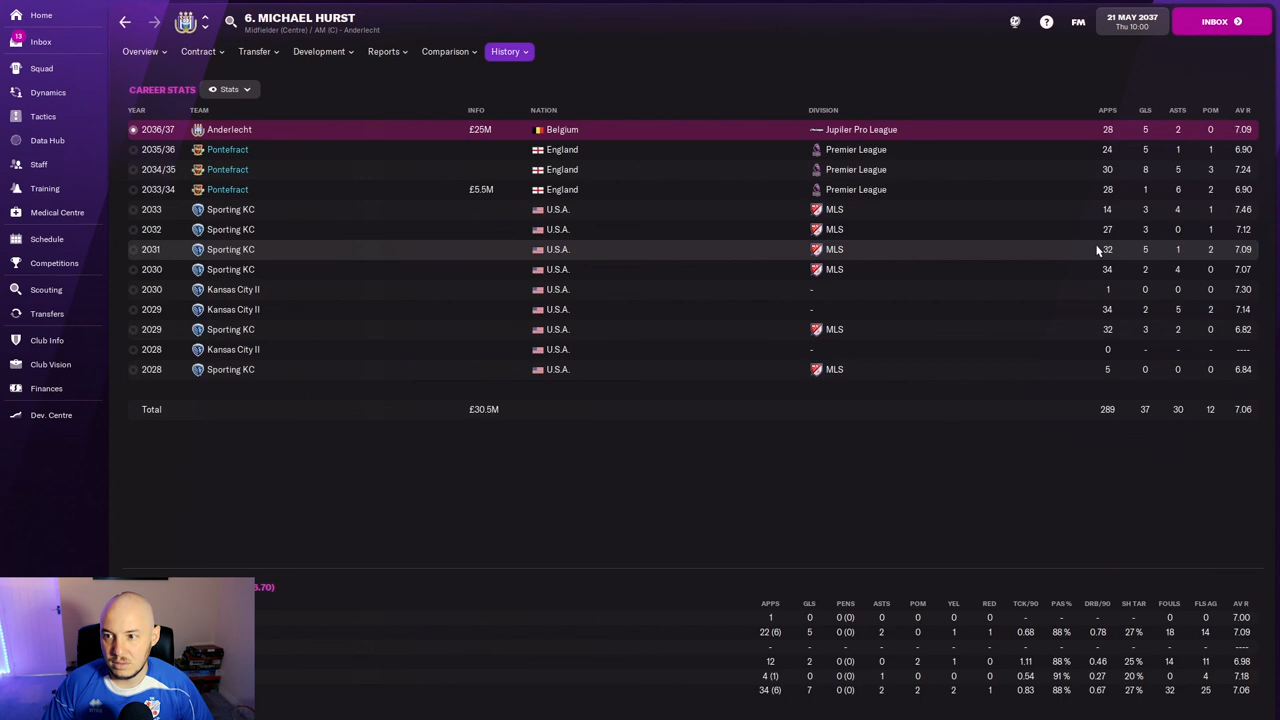 Home
13
Inbox
Squad
Dynamics
Tactics
Data Hub
Staff
Training
Medical Centre
Schedule
Competitions
Scouting
Transfers
Club Info
Club Vision
Finances
Dev. Centre
6. MICHAEL HURST
Midfielder (Centre) / AM (C) - Anderlecht
?
FM
21 MAY 2037
Thu 10:00
INBOX
Overview Contract Transfer Development Reports Comparison History
CAREER STATS Stats
YEAR TEAM INFO NATION DIVISION APPS GLS ASTS POM AV R
2036/37 Anderlecht £25M Belgium Jupiler Pro League 28 5 2 0 7.09
2035/36 Pontefract England Premier League 24 5 1 1 6.90
2034/35 Pontefract England Premier League 30 8 5 3 7.24
2033/34 Pontefract £5.5M England Premier League 28 1 6 2 6.90
2033 Sporting KC U.S.A. MLS 14 3 4 1 7.46
2032 Sporting KC U.S.A. MLS 27 3 0 1 7.12
2031 Sporting KC U.S.A. MLS 32 5 1 2 7.09
2030 Sporting KC U.S.A. MLS 34 2 4 0 7.07
2030 Kansas City II U.S.A. - 1 0 0 0 7.30
2029 Kansas City II U.S.A. - 34 2 5 2 7.14
2029 Sporting KC U.S.A. MLS 32 3 2 0 6.82
2028 Kansas City II U.S.A. - 0 - - - ----
2028 Sporting KC U.S.A. MLS 5 0 0 0 6.84
Total £30.5M 289 37 30 12 7.06
APPS GLS PENS ASTS POM YEL RED TCK/90 PAS % DRB/90 SH TAR FOULS FLS AG AV R
1 0 0 (0) 0 0 0 0 - - - - 0 0 7.00
22 (6) 5 0 (0) 2 0 1 1 0.68 88 % 0.78 27 % 18 14 7.09
- - - - - - - - - - - - - ----
12 2 0 (0) 0 2 1 0 1.11 88 % 0.46 25 % 14 11 6.98
4 (1) 0 0 (0) 1 0 0 0 0.54 91 % 0.27 20 % 0 4 7.18
34 (6) 7 0 (0) 2 2 2 1 0.83 88 % 0.67 27 % 32 25 7.06